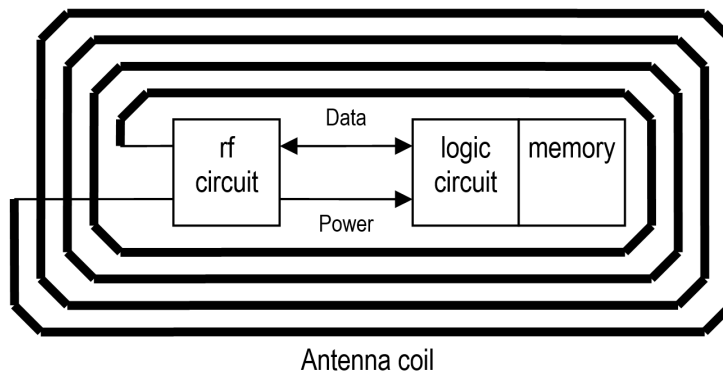 Data
rf
circuit
logic
circuit
memory
Power
Antenna coil